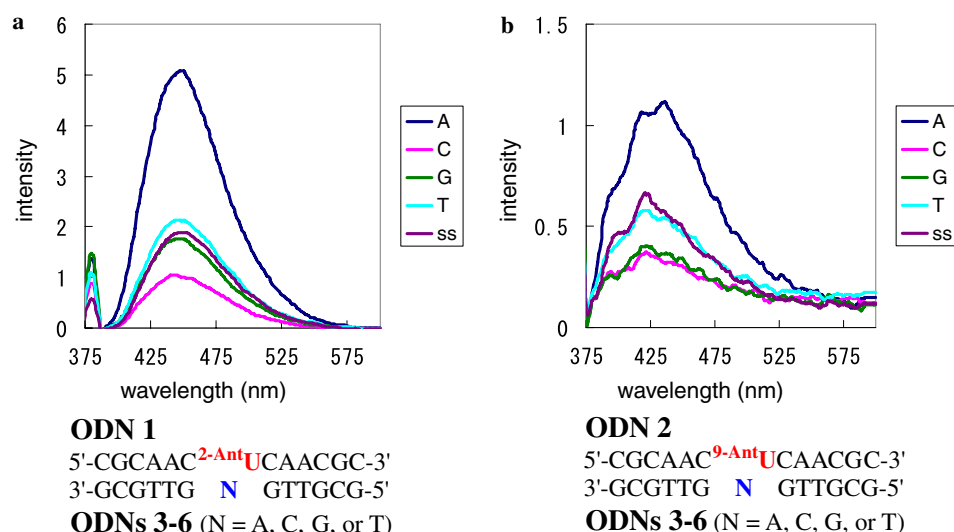 a
6
5
4
3
2
1
0
intensity
375 425 475 525 575
wavelength (nm)
A
C
G
T
ss
ODN 1
5'-CGCAAC2-AntUCAACGC-3'
3'-GCGTTG N GTTGCG-5'
ODNs 3-6 (N = A, C, G, or T)
b
1.5
1
0.5
0
intensity
375 425 475 525 575
wavelength (nm)
A
C
G
T
ss
ODN 2
5'-CGCAAC9-AntUCAACGC-3'
3'-GCGTTG N GTTGCG-5'
ODNs 3-6 (N = A, C, G, or T)